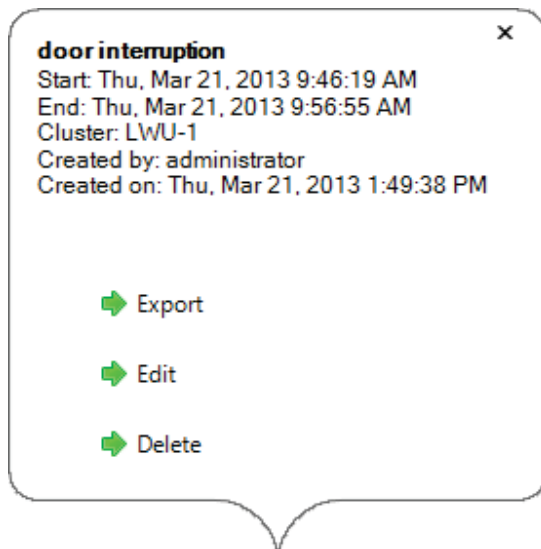 door interruption
Start: Thu, Mar 21, 2013 9:46:19 AM
End: Thu, Mar 21, 2013 9:56:55 AM
Cluster: LWU-1
Created by: administrator
Created on: Thu, Mar 21, 2013 1:49:38 PM
Export
Edit
Delete